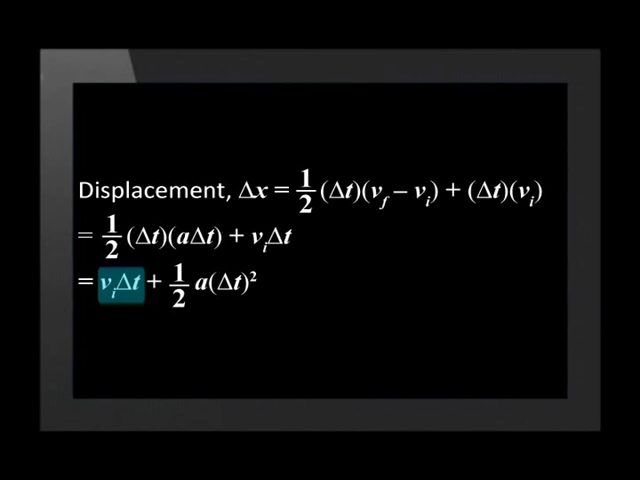 Displacement, Δx = 1/2 (Δt)(v_f – v_i) + (Δt)(v_i)
= 1/2 (Δt)(aΔt) + v_iΔt
= v_iΔt + 1/2 a(Δt)²